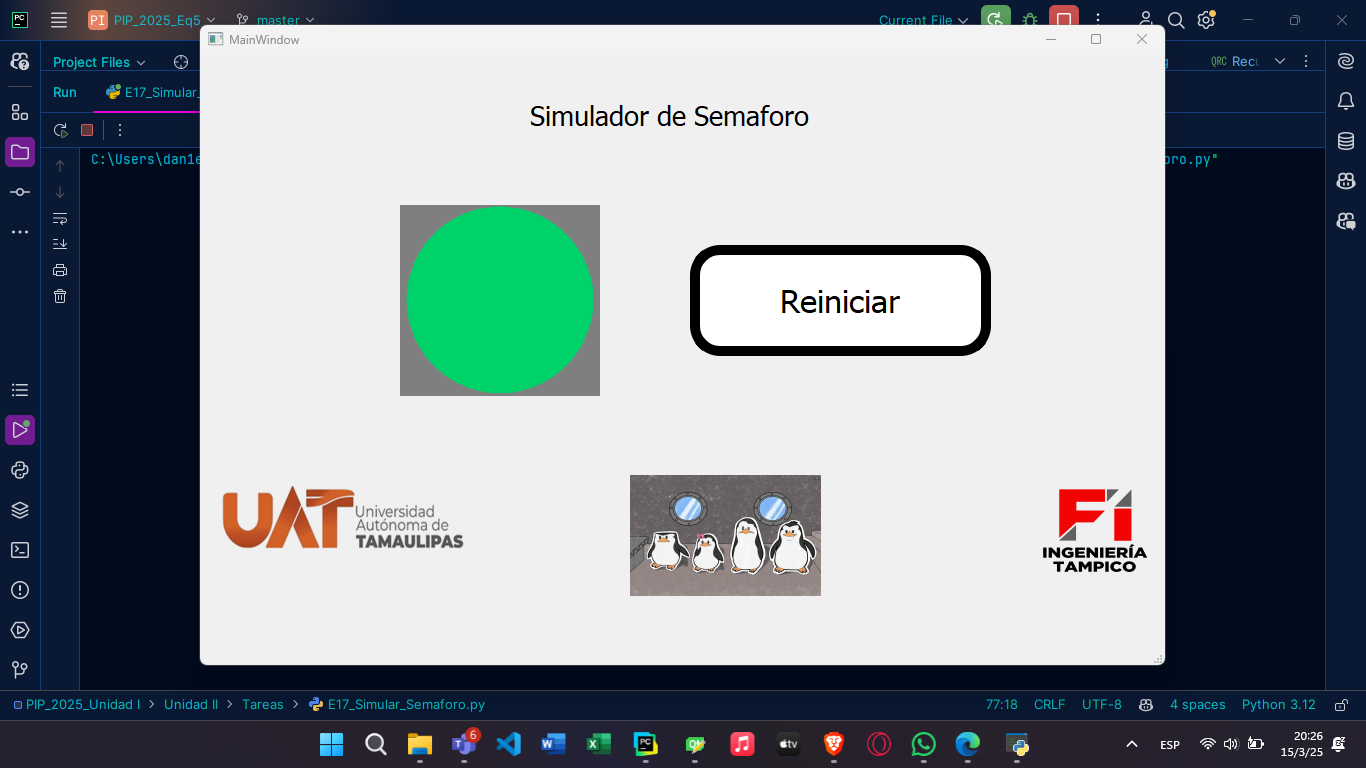 PC
PI PIP_2025_Eq5
master
Current File
MainWindow
Project Files
QRC Recu
Run
E17_Simular_
C:\Users\dan1e
oro.py"
Simulador de Semaforo
Reiniciar
UAT Universidad
Autónoma de
TAMAULIPAS
FI
INGENIERÍA
TAMPICO
PIP_2025_Unidad I > Unidad II > Tareas > E17_Simular_Semaforo.py
77:18 CRLF UTF-8 4 spaces Python 3.12
6
tv
ESP
20:26
15/3/25